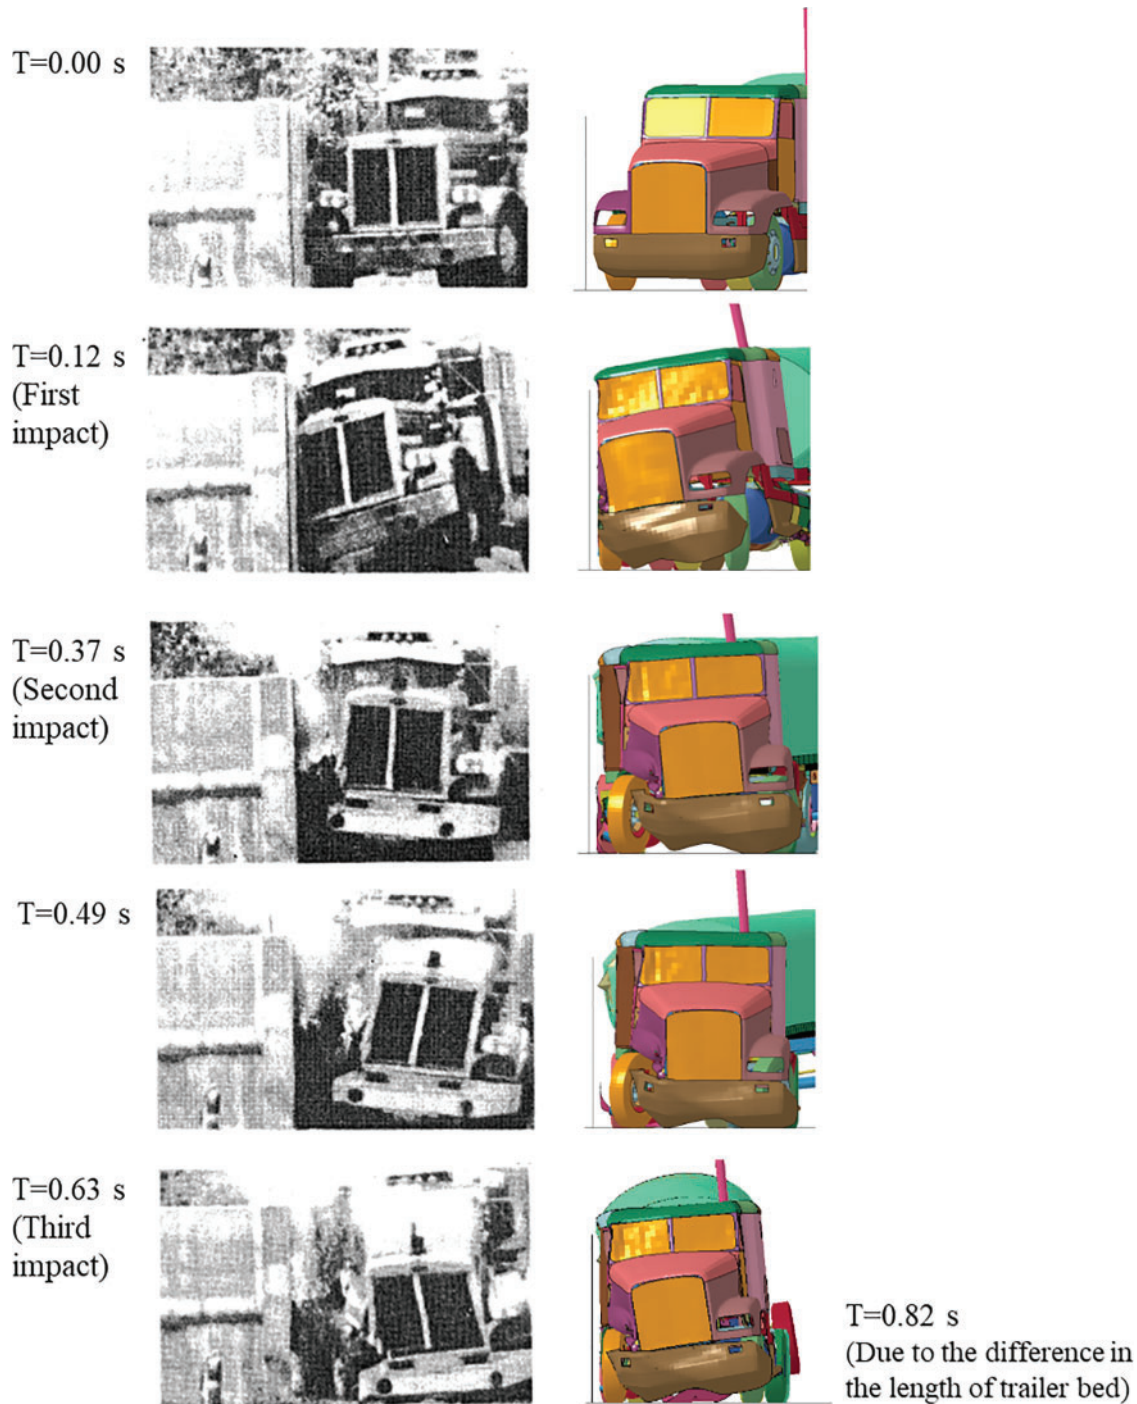 T=0.00 s
T=0.12 s
(First
impact)
T=0.37 s
(Second
impact)
T=0.49 s
T=0.63 s
(Third
impact)
T=0.82 s
(Due to the difference in
the length of trailer bed)